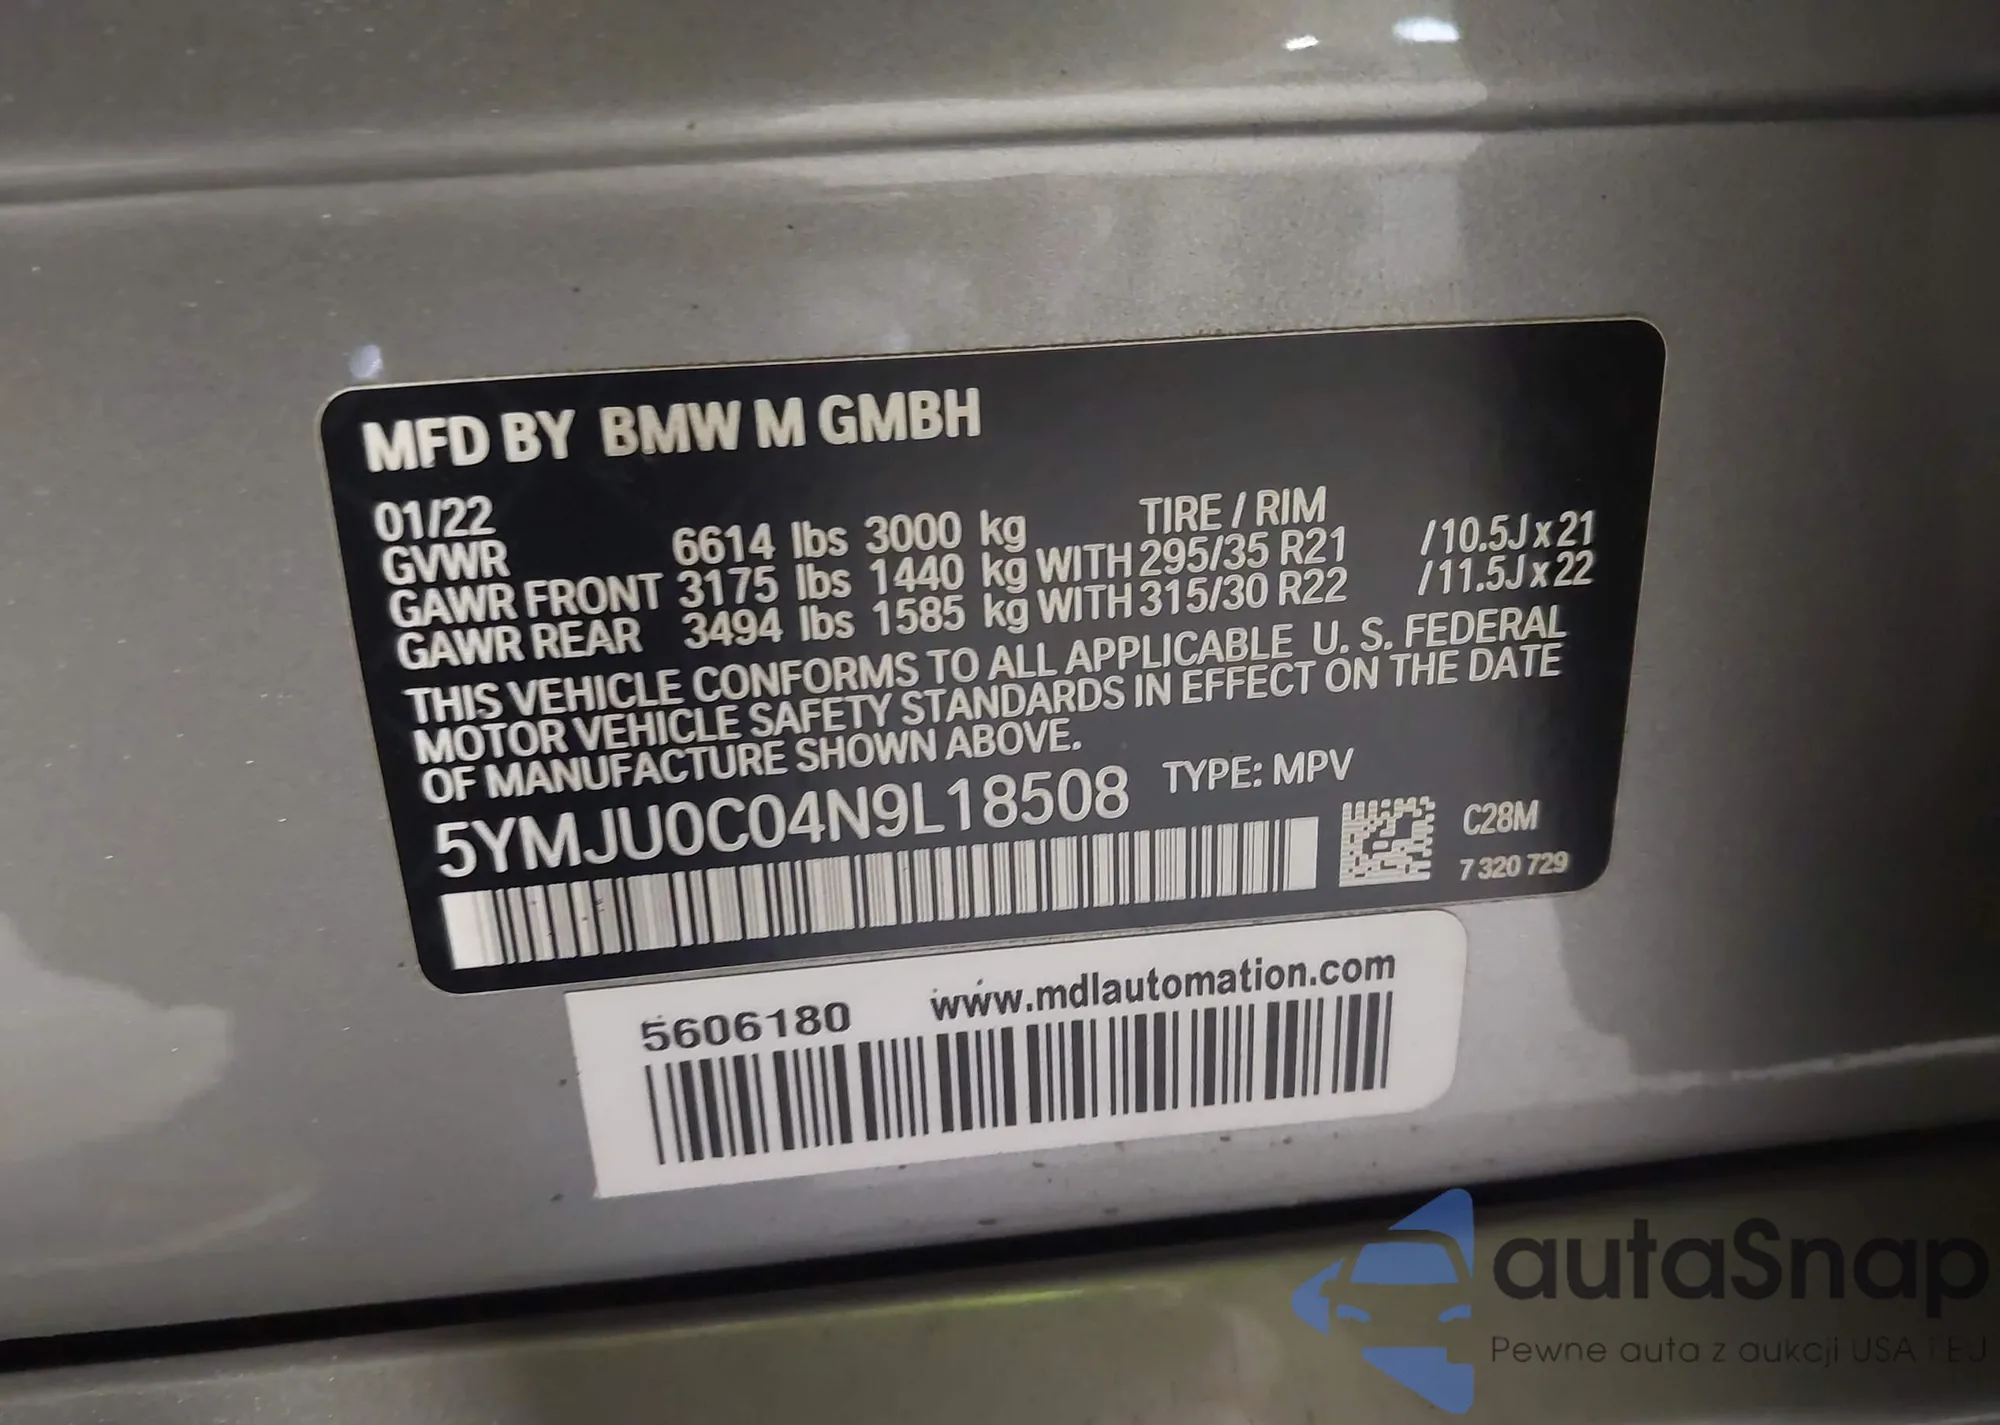 MFD BY BMW M GMBH
01/22 TIRE / RIM
GVWR 6614 lbs 3000 kg
GAWR FRONT 3175 lbs 1440 kg WITH 295/35 R21 /10.5J x 21
GAWR REAR 3494 lbs 1585 kg WITH 315/30 R22 /11.5J x 22
THIS VEHICLE CONFORMS TO ALL APPLICABLE U. S. FEDERAL
MOTOR VEHICLE SAFETY STANDARDS IN EFFECT ON THE DATE
OF MANUFACTURE SHOWN ABOVE.
5YMJU0C04N9L18508 TYPE: MPV
C28M
7 320 729
5606180 www.mdlautomation.com
autaSnap
Pewne auta z aukcji USA i EU